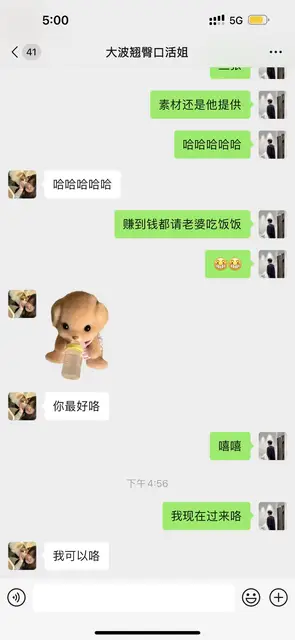 5:00
5G
41
大波翘臀口活姐
素材还是他提供
哈哈哈哈哈
哈哈哈哈哈
赚到钱都请老婆吃饭饭
你最好咯
嘻嘻
下午 4:56
我现在过来咯
我可以咯